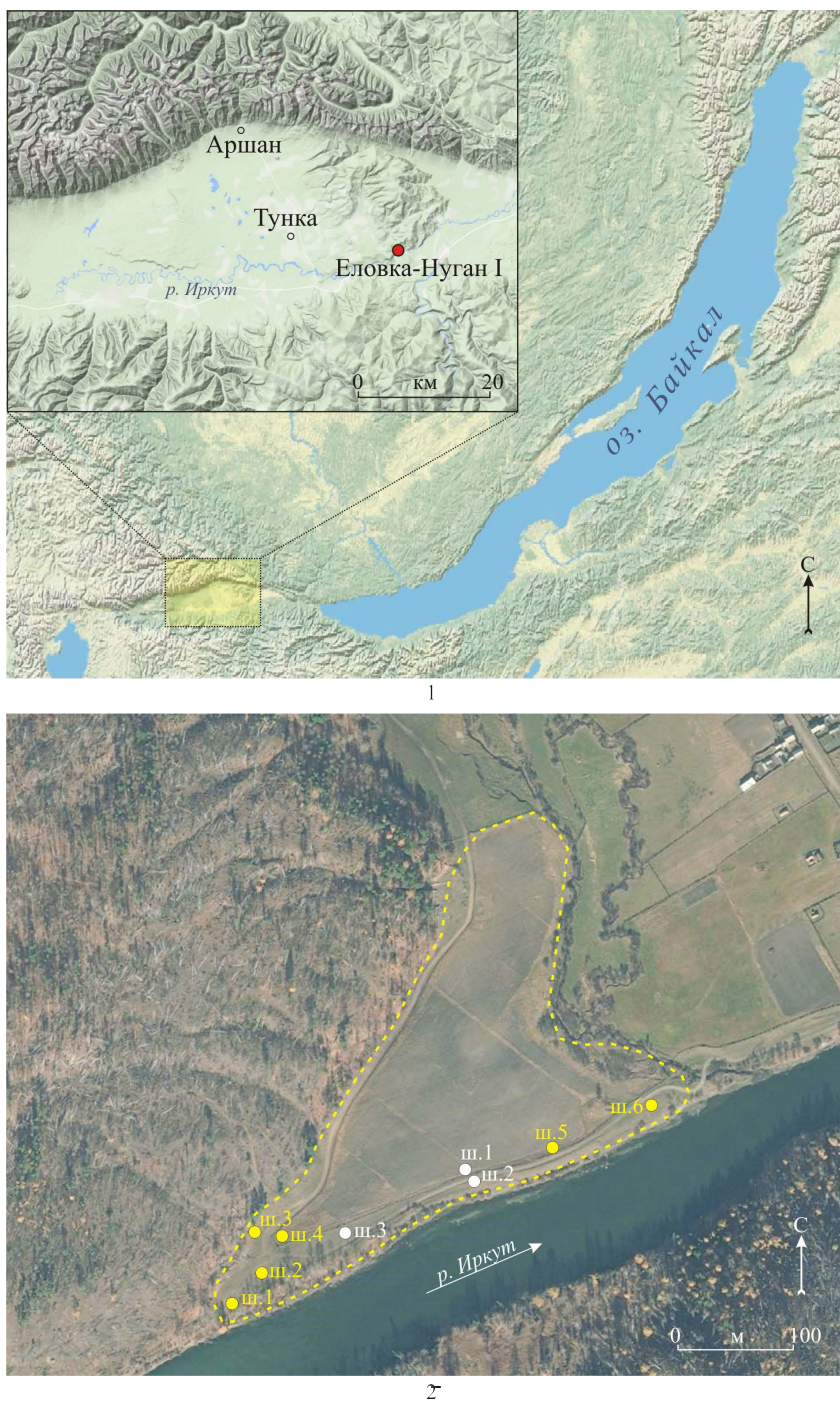 Аршан
Тунка
Еловка-Нуган I
р. Иркут
0 км 20
оз. Байкал
С
1
ш.6
ш.5
ш.1
ш.2
ш.3
ш.3
ш.4
ш.2
ш.1
р. Иркут
С
0 м 100
2